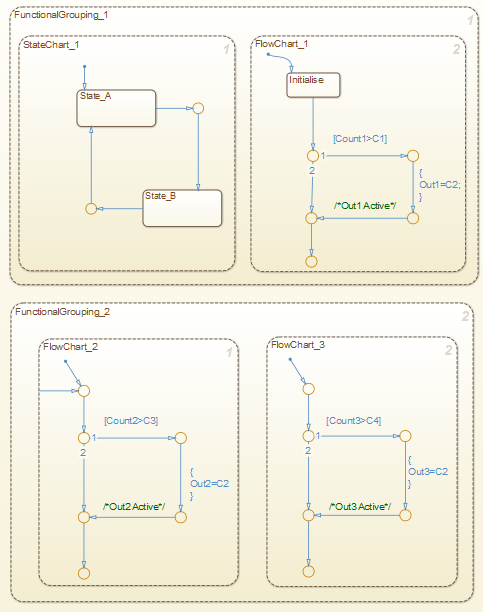 FunctionalGrouping_1
1
StateChart_1
1
State_A
State_B
FlowChart_1
2
Initialise
[Count1>C1]
1
2
{
Out1=C2;
}
/*Out1 Active*/
FunctionalGrouping_2
2
FlowChart_2
1
[Count2>C3]
1
2
{
Out2=C2
}
/*Out2 Active*/
FlowChart_3
2
[Count3>C4]
1
2
{
Out3=C2
}
/*Out3 Active*/